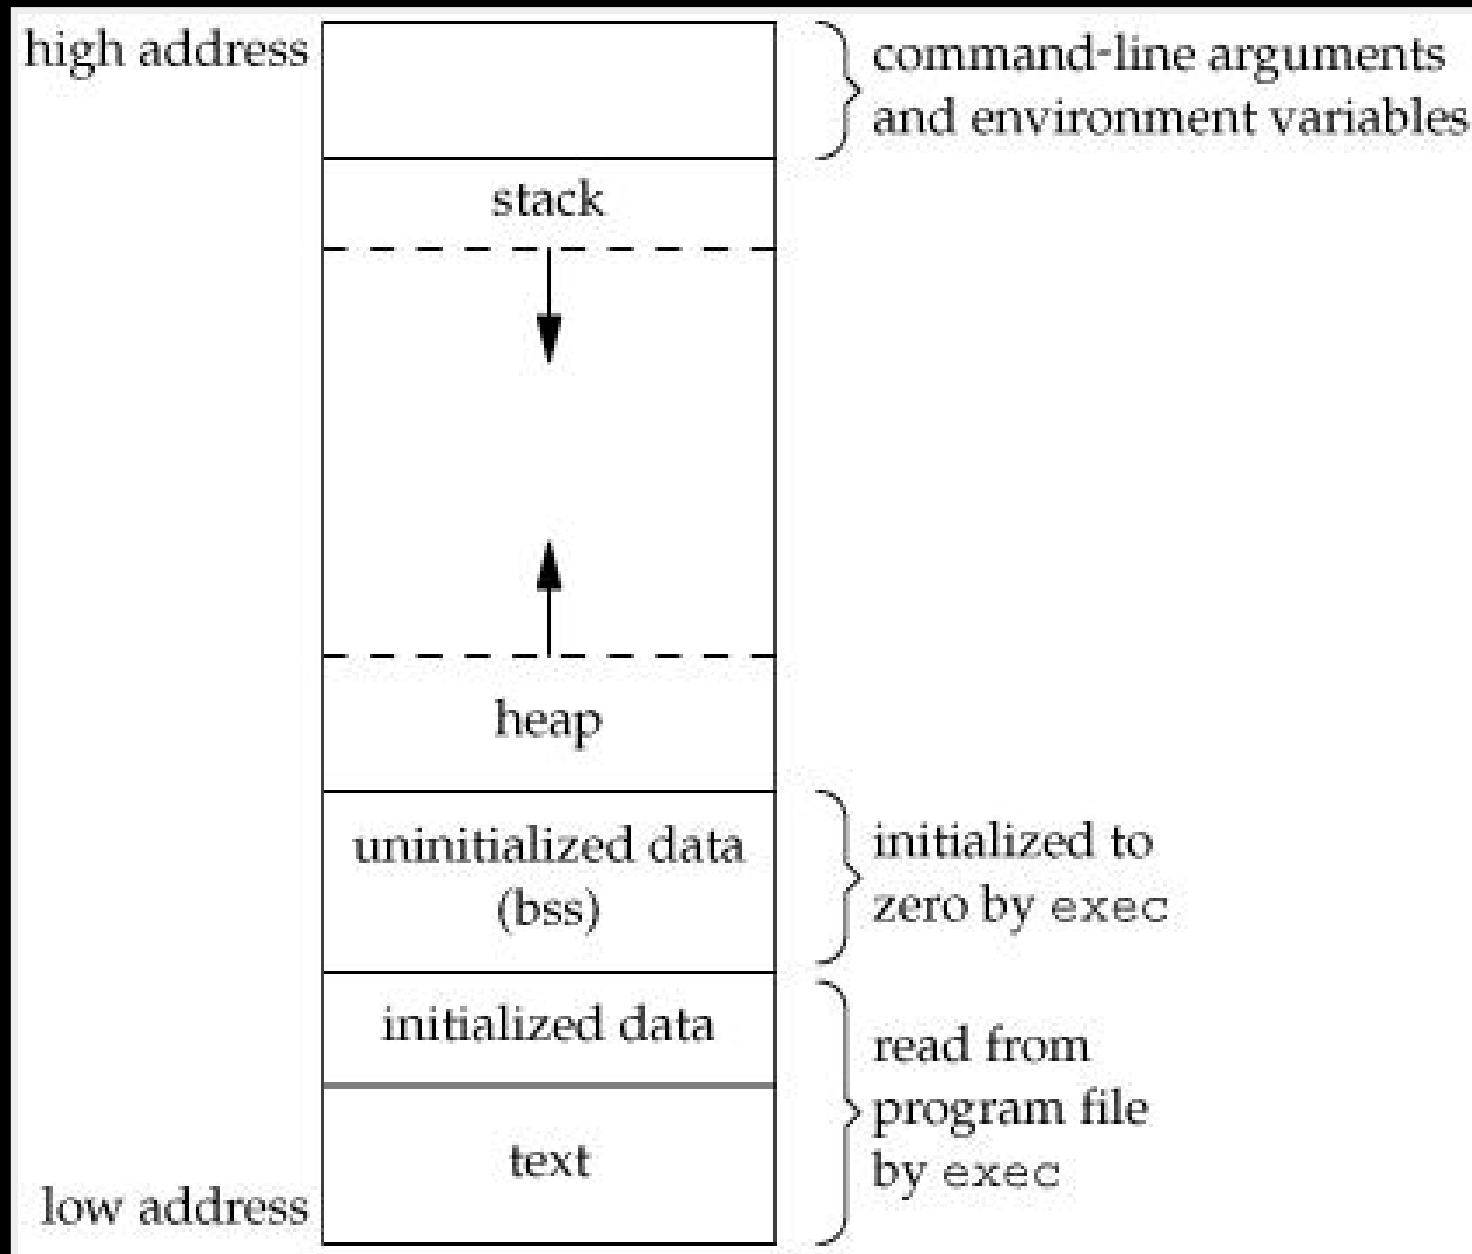 high address
command-line arguments
and environment variables
stack
heap
uninitialized data
(bss)
initialized to
zero by exec
initialized data
read from
program file
by exec
text
low address